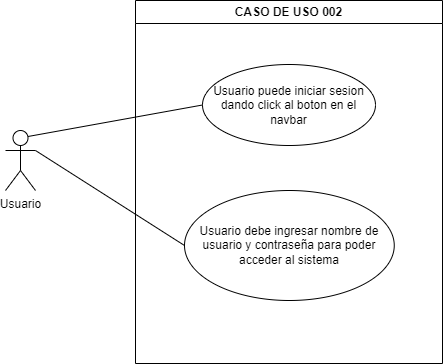 CASO DE USO 002
Usuario puede iniciar sesion
dando click al boton en el
navbar
Usuario
Usuario debe ingresar nombre de
usuario y contraseña para poder
acceder al sistema